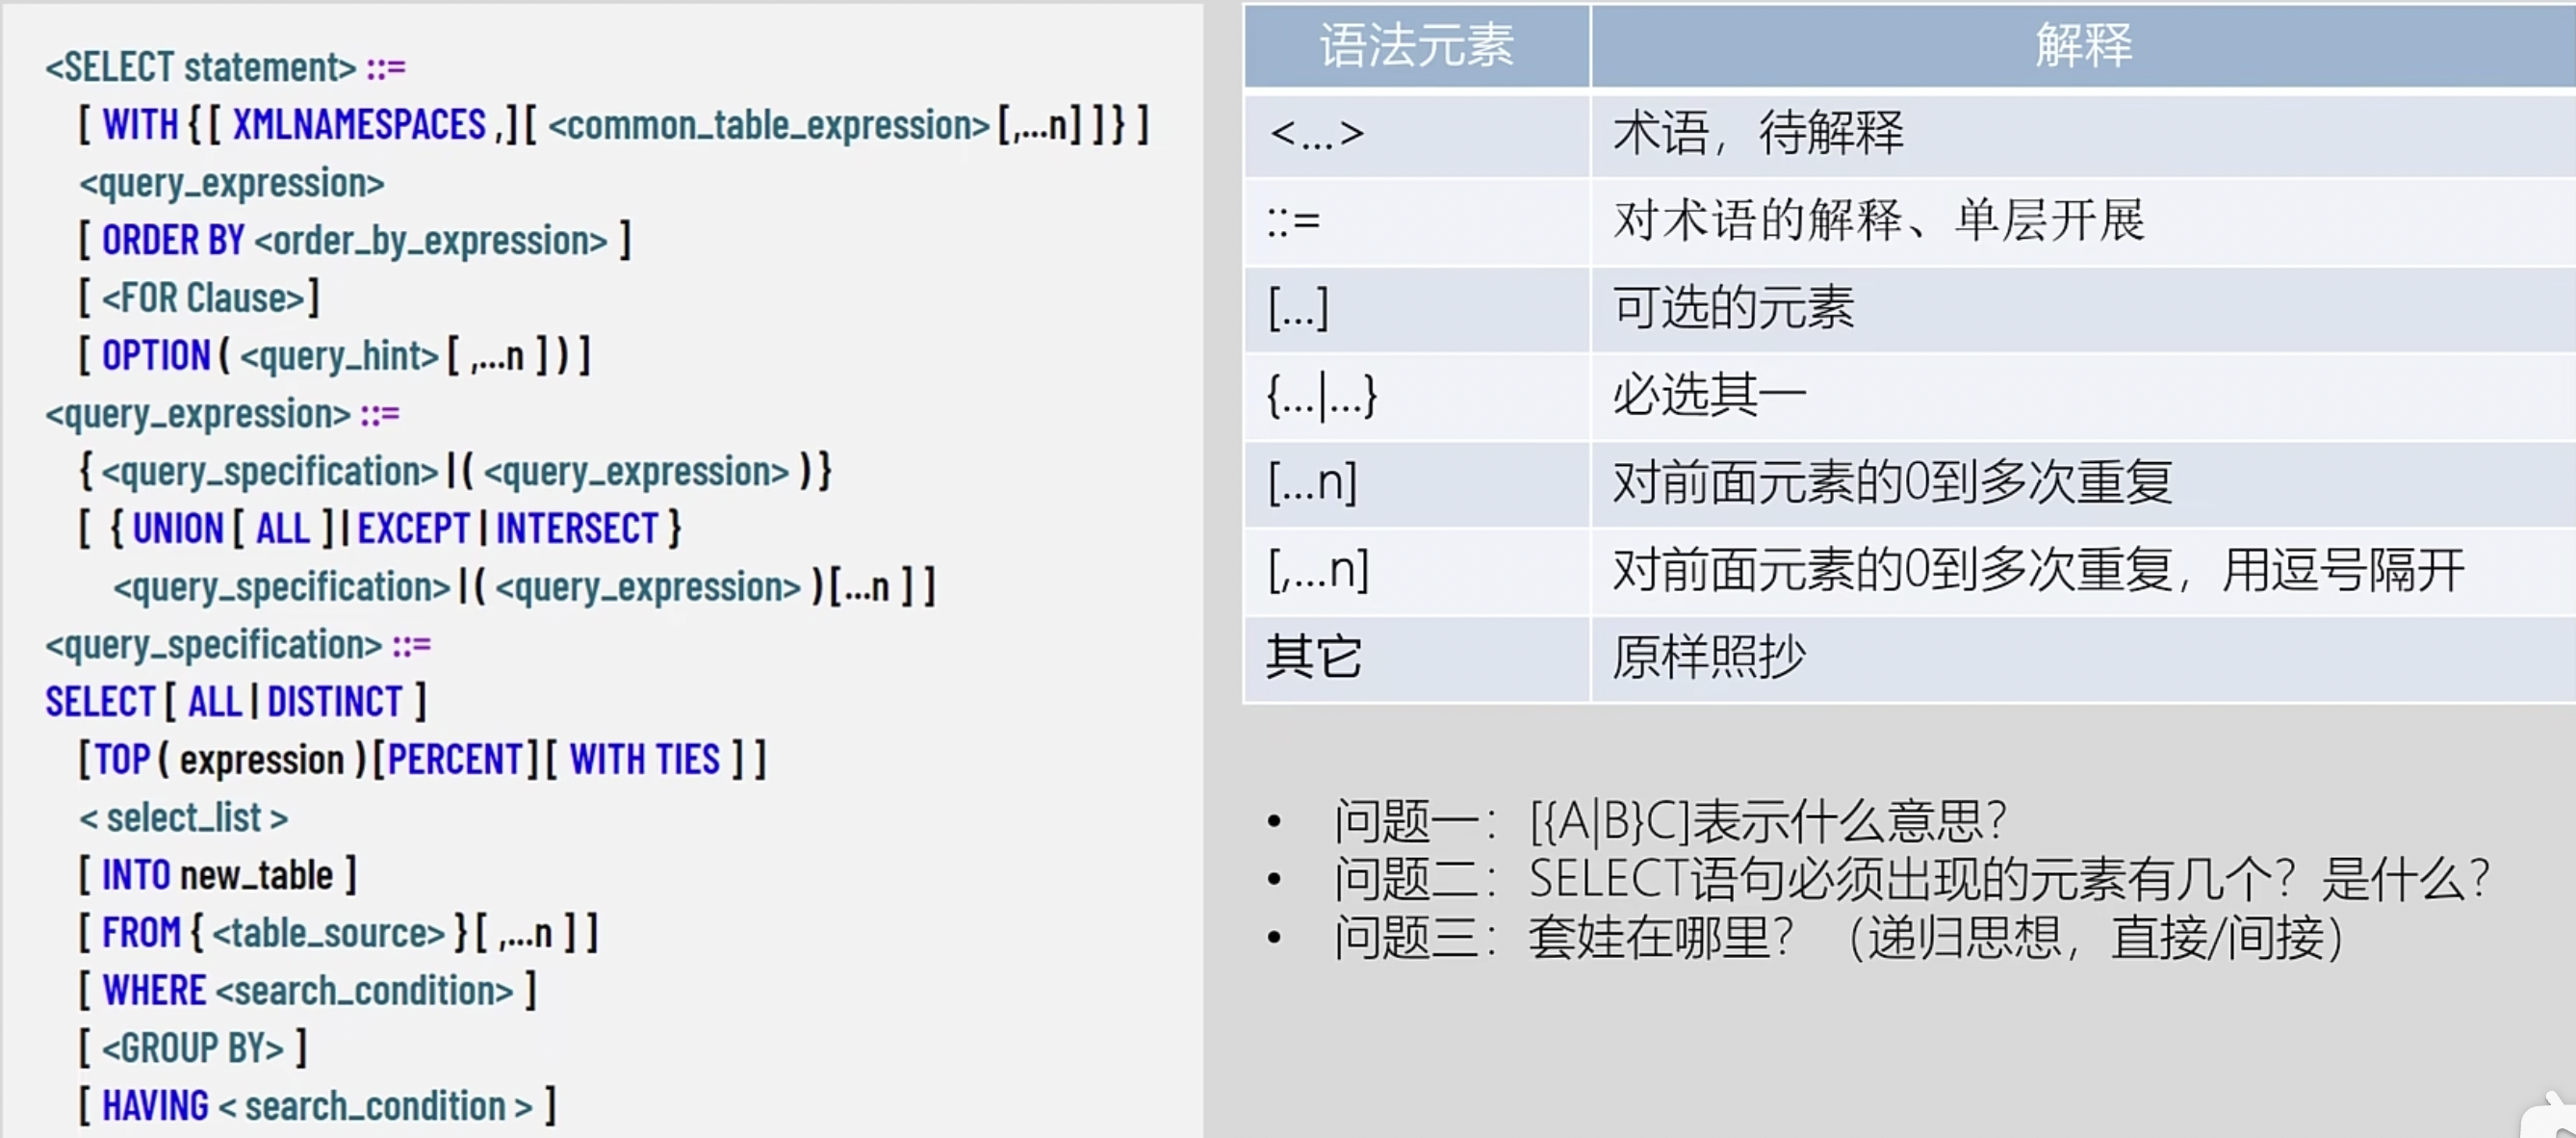 <SELECT statement> ::=
[ WITH { [ XMLNAMESPACES ,] [ <common_table_expression> [,...n] ] } ]
<query_expression>
[ ORDER BY <order_by_expression> ]
[ <FOR Clause>]
[ OPTION ( <query_hint> [ ,...n ] ) ]
<query_expression> ::=
{ <query_specification> | ( <query_expression> ) }
[ { UNION [ ALL ] | EXCEPT | INTERSECT }
<query_specification> | ( <query_expression> ) [...n ] ]
<query_specification> ::=
SELECT [ ALL | DISTINCT ]
[TOP ( expression ) [PERCENT] [ WITH TIES ] ]
< select_list >
[ INTO new_table ]
[ FROM { <table_source> } [ ,...n ] ]
[ WHERE <search_condition> ]
[ <GROUP BY> ]
[ HAVING < search_condition > ]
语法元素 解释
<...> 术语，待解释
::= 对术语的解释、单层开展
[...] 可选的元素
{...|...} 必选其一
[...n] 对前面元素的0到多次重复
[,...n] 对前面元素的0到多次重复，用逗号隔开
其它 原样照抄
• 问题一：[{A|B}C]表示什么意思？
• 问题二：SELECT语句必须出现的元素有几个？是什么？
• 问题三：套娃在哪里？（递归思想，直接/间接）